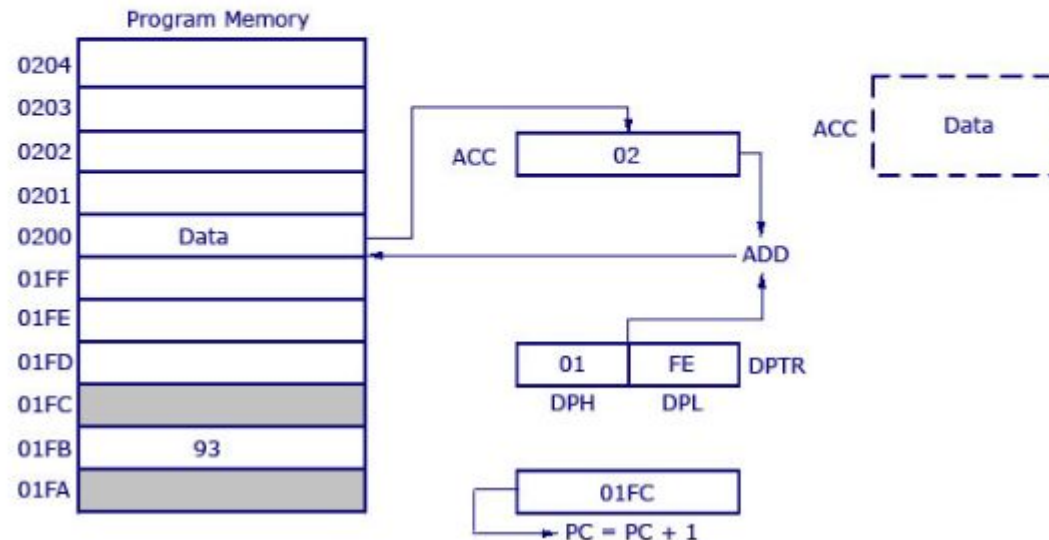 Program Memory
0204
0203
ACC
Data
0202
ACC
02
0201
0200
Data
ADD
01FF
01FE
01FD
01
FE
DPTR
DPH
DPL
01FC
01FB
93
01FA
01FC
PC = PC + 1